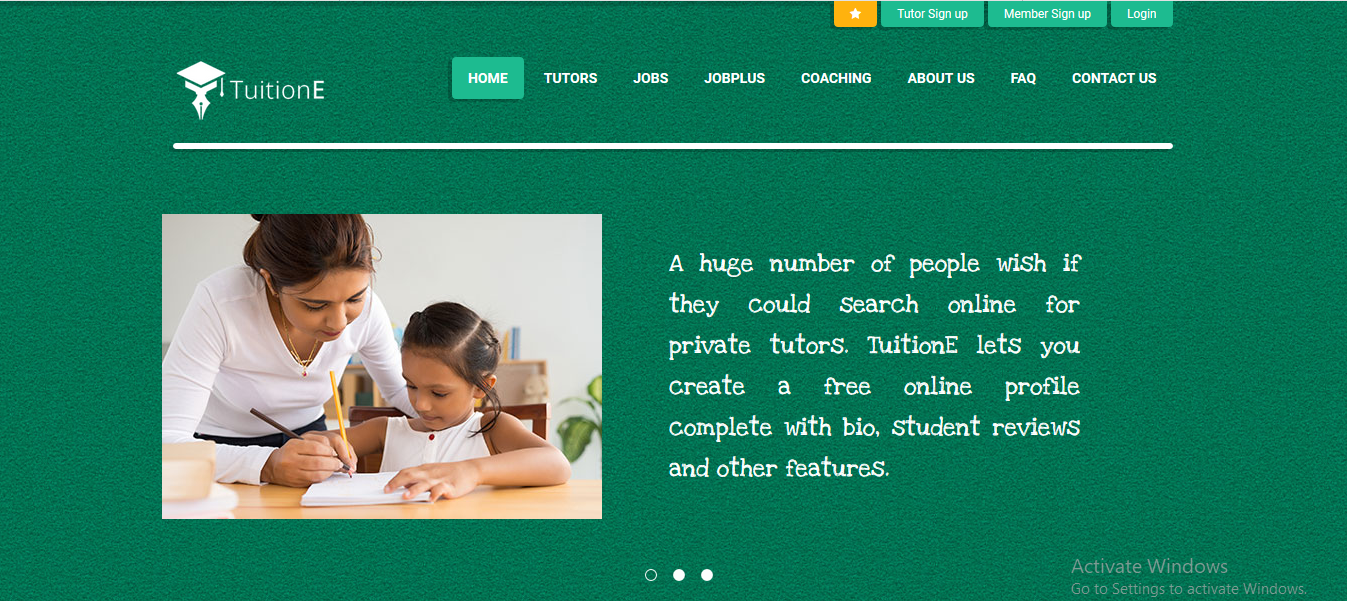 Tutor Sign up
Member Sign up
Login
TuitionE
HOME
TUTORS
JOBS
JOBPLUS
COACHING
ABOUT US
FAQ
CONTACT US
A huge number of people wish if
they could search online for
private tutors. TuitionE lets you
create a free online profile
complete with bio, student reviews
and other features.
Activate Windows
Go to Settings to activate Windows.